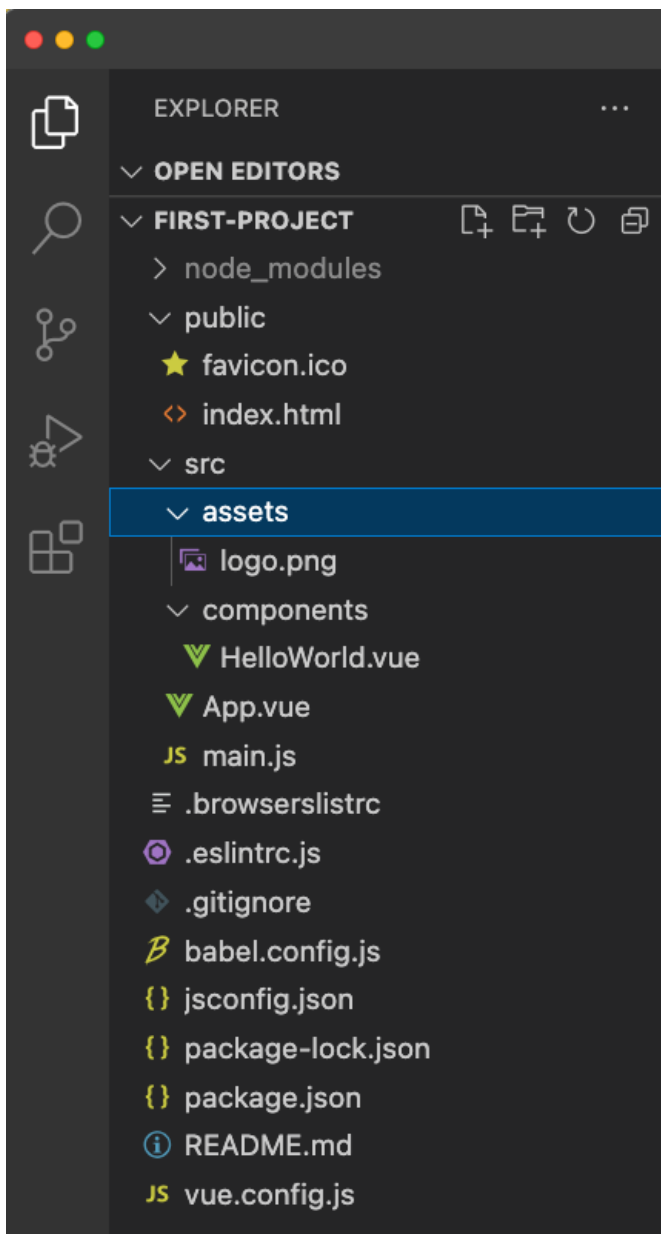 EXPLORER
OPEN EDITORS
FIRST-PROJECT
node_modules
public
favicon.ico
index.html
src
assets
logo.png
components
HelloWorld.vue
App.vue
JS main.js
.browserslistrc
.eslintrc.js
.gitignore
babel.config.js
{} jsconfig.json
{} package-lock.json
{} package.json
README.md
JS vue.config.js